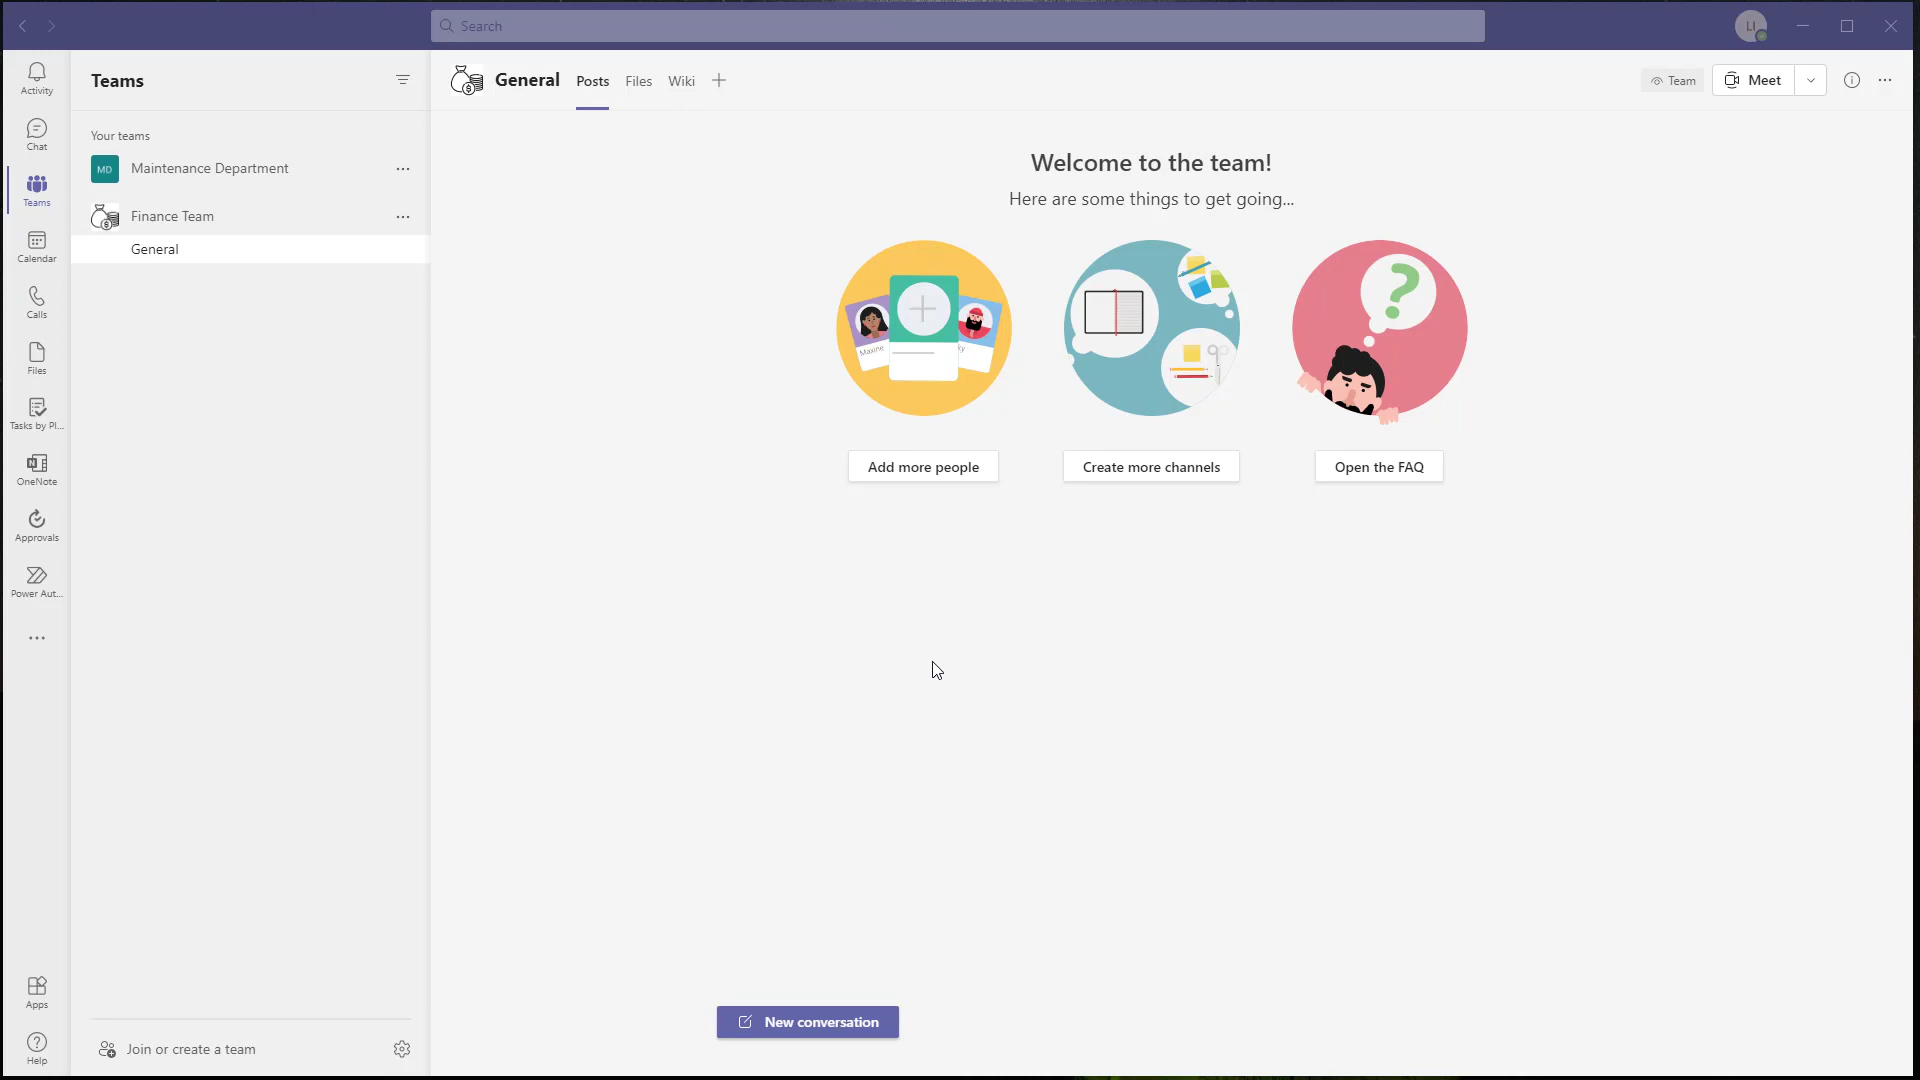 Search
LI
Activity
Chat
Teams
Calendar
Calls
Files
Tasks by Pl...
OneNote
Approvals
Power Aut...
Apps
Help
Teams
Your teams
MD
Maintenance Department
Finance Team
General
Join or create a team
General
Posts
Files
Wiki
Team
Meet
Welcome to the team!
Here are some things to get going...
Maxine
ky
Add more people
Create more channels
Open the FAQ
New conversation